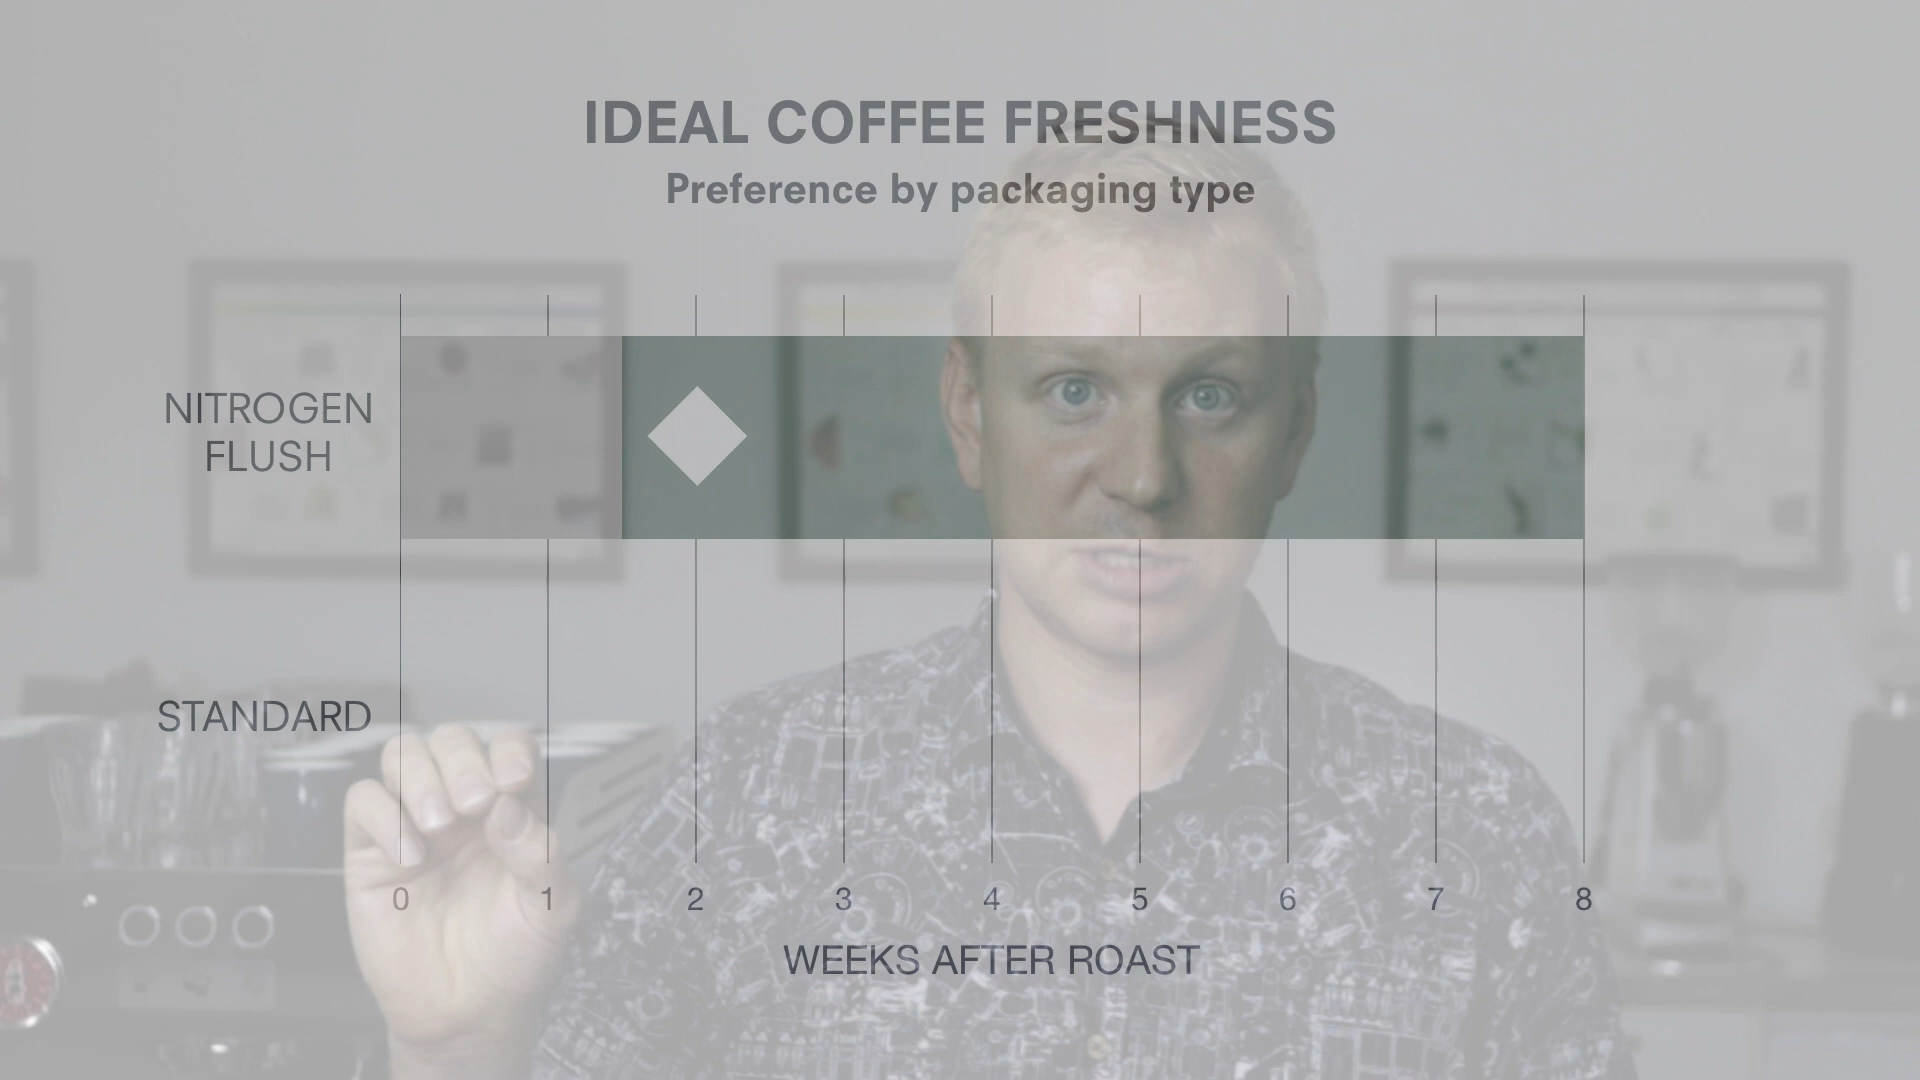 IDEAL COFFEE FRESHNESS
Preference by packaging type
NITROGEN
FLUSH
STANDARD
0 1 2 3 4 5 6 7 8
WEEKS AFTER ROAST